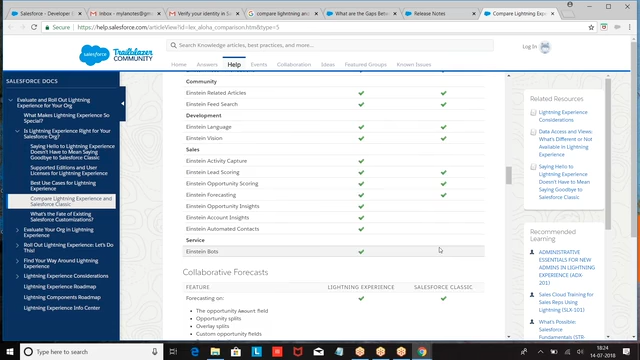 Salesforce - Developer E
Inbox - mylanotes@gma
Verify your identity in Sa
compare lightning and
What are the Gaps Betw
Release Notes
Compare Lightning Expe
Secure
https://help.salesforce.com/articleView?id=lex_aloha_comparison.htm&type=5
salesforce
TRAILBLAZER
COMMUNITY
Search Knowledge articles, best practices, and more...
Log In
Home
Answers
Help
Events
Collaboration
Ideas
Featured Groups
Known Issues
SALESFORCE DOCS
Evaluate and Roll Out Lightning
Experience for Your Org
What Makes Lightning Experience So
Special?
Is Lightning Experience Right for Your
Salesforce Org?
Saying Hello to Lightning Experience
Doesn't Have to Mean Saying
Goodbye to Salesforce Classic
Supported Editions and User
Licenses for Lightning Experience
Best Use Cases for Lightning
Experience
Compare Lightning Experience and
Salesforce Classic
What's the Fate of Existing
Salesforce Customizations?
Evaluate Your Org in Lightning
Experience
Roll Out Lightning Experience: Let's Do
This!
Find Your Way Around Lightning
Experience
Lightning Experience Considerations
Lightning Experience Roadmap
Lightning Components Roadmap
Lightning Experience Info Center
Community
Einstein Related Articles
Einstein Feed Search
Development
Einstein Language
Einstein Vision
Sales
Einstein Activity Capture
Einstein Lead Scoring
Einstein Opportunity Scoring
Einstein Forecasting
Einstein Opportunity Insights
Einstein Account Insights
Einstein Automated Contacts
Service
Einstein Bots
Collaborative Forecasts
FEATURE
LIGHTNING EXPERIENCE
SALESFORCE CLASSIC
Forecasting on:
• The opportunity Amount field
• Opportunity splits
• Overlay splits
• Custom opportunity fields
Related Resources
Lightning Experience
Considerations
Data Access and Views:
What's Different or Not
Available in Lightning
Experience
Saying Hello to Lightning
Experience Doesn't Have
to Mean Saying Goodbye
to Salesforce Classic
Recommended
Learning
ADMINISTRATIVE
ESSENTIALS FOR NEW
ADMINS IN LIGHTNING
EXPERIENCE (ADX-
201)
Sales Cloud Training for
Sales Reps Using
Lightning (SLX-101)
What's Possible:
Salesforce
Fundamentals (STR-
Type here to search
18:24
14-07-2018